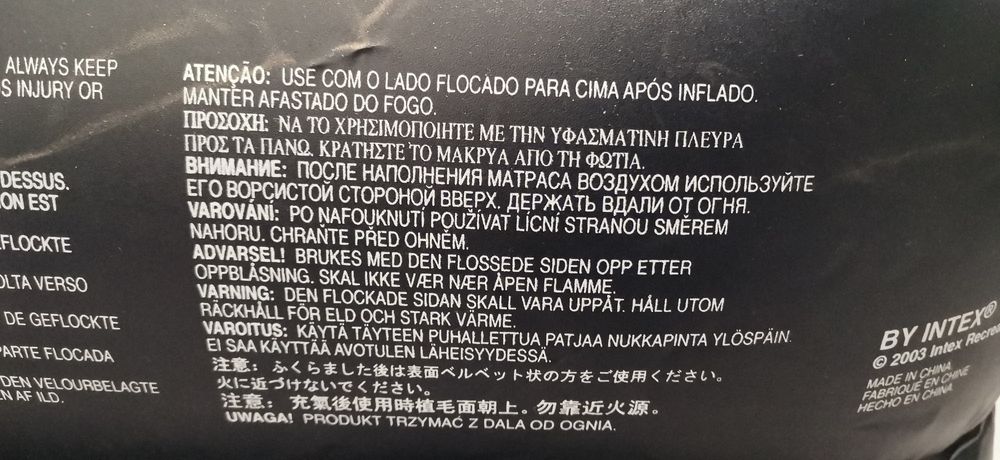 ALWAYS KEEP
S INJURY OR
DESSUS.
ON EST
FLOCKTE
OLTA VERSO
DE GEFLOCKTE
PARTE FLOCADA
DEN VELOURBELAGTE
AF ILD.
ATENÇÃO: USE COM O LADO FLOCADO PARA CIMA APÓS INFLADO.
MANTER AFASTADO DO FOGO.
ΠΡΟΣΟΧΗ: ΝΑ ΤΟ ΧΡΗΣΙΜΟΠΟΙΗΤΕ ΜΕ ΤΗΝ ΥΦΑΣΜΑΤΙΝΗ ΠΛΕΥΡΑ
ΠΡΟΣ ΤΑ ΠΑΝΩ. ΚΡΑΤΗΣΤΕ ΤΟ ΜΑΚΡΥΑ ΑΠΟ ΤΗ ΦΩΤΙΑ.
ВНИМАНИЕ: ПОСЛЕ НАПОЛНЕНИЯ МАТРАСА ВОЗДУХОМ ИСПОЛЬЗУЙТЕ
ЕГО ВОРСИСТОЙ СТОРОНОЙ ВВЕРХ. ДЕРЖАТЬ ВДАЛИ ОТ ОГНЯ.
VAROVÁNÍ: PO NAFOUKNUTÍ POUŽÍVAT LÍCNÍ STRANOU SMĚREM
NAHORU. CHRAŇTE PŘED OHNĚM.
ADVARSEL! BRUKES MED DEN FLOSSEDE SIDEN OPP ETTER
OPPBLÅSNING. SKAL IKKE VÆR NÆR ÅPEN FLAMME.
VARNING: DEN FLOCKADE SIDAN SKALL VARA UPPÅT. HÅLL UTOM
RÄCKHÅLL FÖR ELD OCH STARK VÄRME.
VAROITUS: KÄYTÄ TÄYTEEN PUHALLETTUA PATJAA NUKKAPINTA YLÖSPÄIN.
EI SAA KÄYTTÄÄ AVOTULEN LÄHEISYYDESSÄ.
注意: ふくらました後は表面ベルベット状の方をご使用ください。
火に近づけないでください。
注意: 充氣後使用時植毛面朝上。勿靠近火源。
UWAGA! PRODUKT TRZYMAĆ Z DALA OD OGNIA.
BY INTEX®
© 2003 Intex Recre
MADE IN CHINA
FABRIQUÉ EN CHINE
HECHO EN CHINA